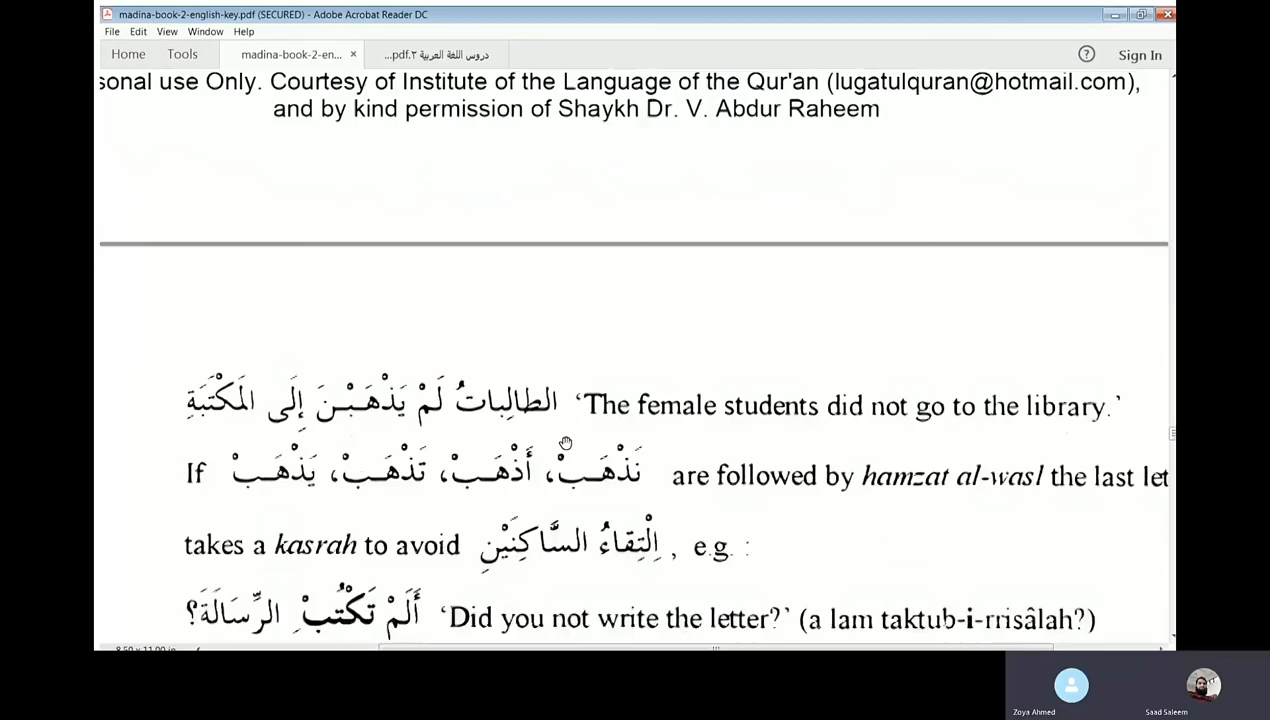 madina-book-2-english-key.pdf (SECURED) - Adobe Acrobat Reader DC
File Edit View Window Help
Home Tools madina-book-2-en... × دروس اللغة العربية ٣.pdf... Sign In
sonal use Only. Courtesy of Institute of the Language of the Qur'an (lugatulquran@hotmail.com),
and by kind permission of Shaykh Dr. V. Abdur Raheem
الطالِباتُ لَمْ يَذْهَبْنَ إِلَى المَكْتَبَةِ ‘The female students did not go to the library.’
If نَذْهَبْ، أَذْهَبْ، تَذْهَبْ، يَذْهَبْ are followed by hamzat al-wasl the last let
takes a kasrah to avoid اِلْتِقاءُ السَّاكِنَيْنِ , e.g. :
أَلَمْ تَكْتُبِ الرِّسَالَةَ؟ ‘Did you not write the letter?’ (a lam taktub-i-rrisâlah?)
Zoya Ahmed Saad Saleem